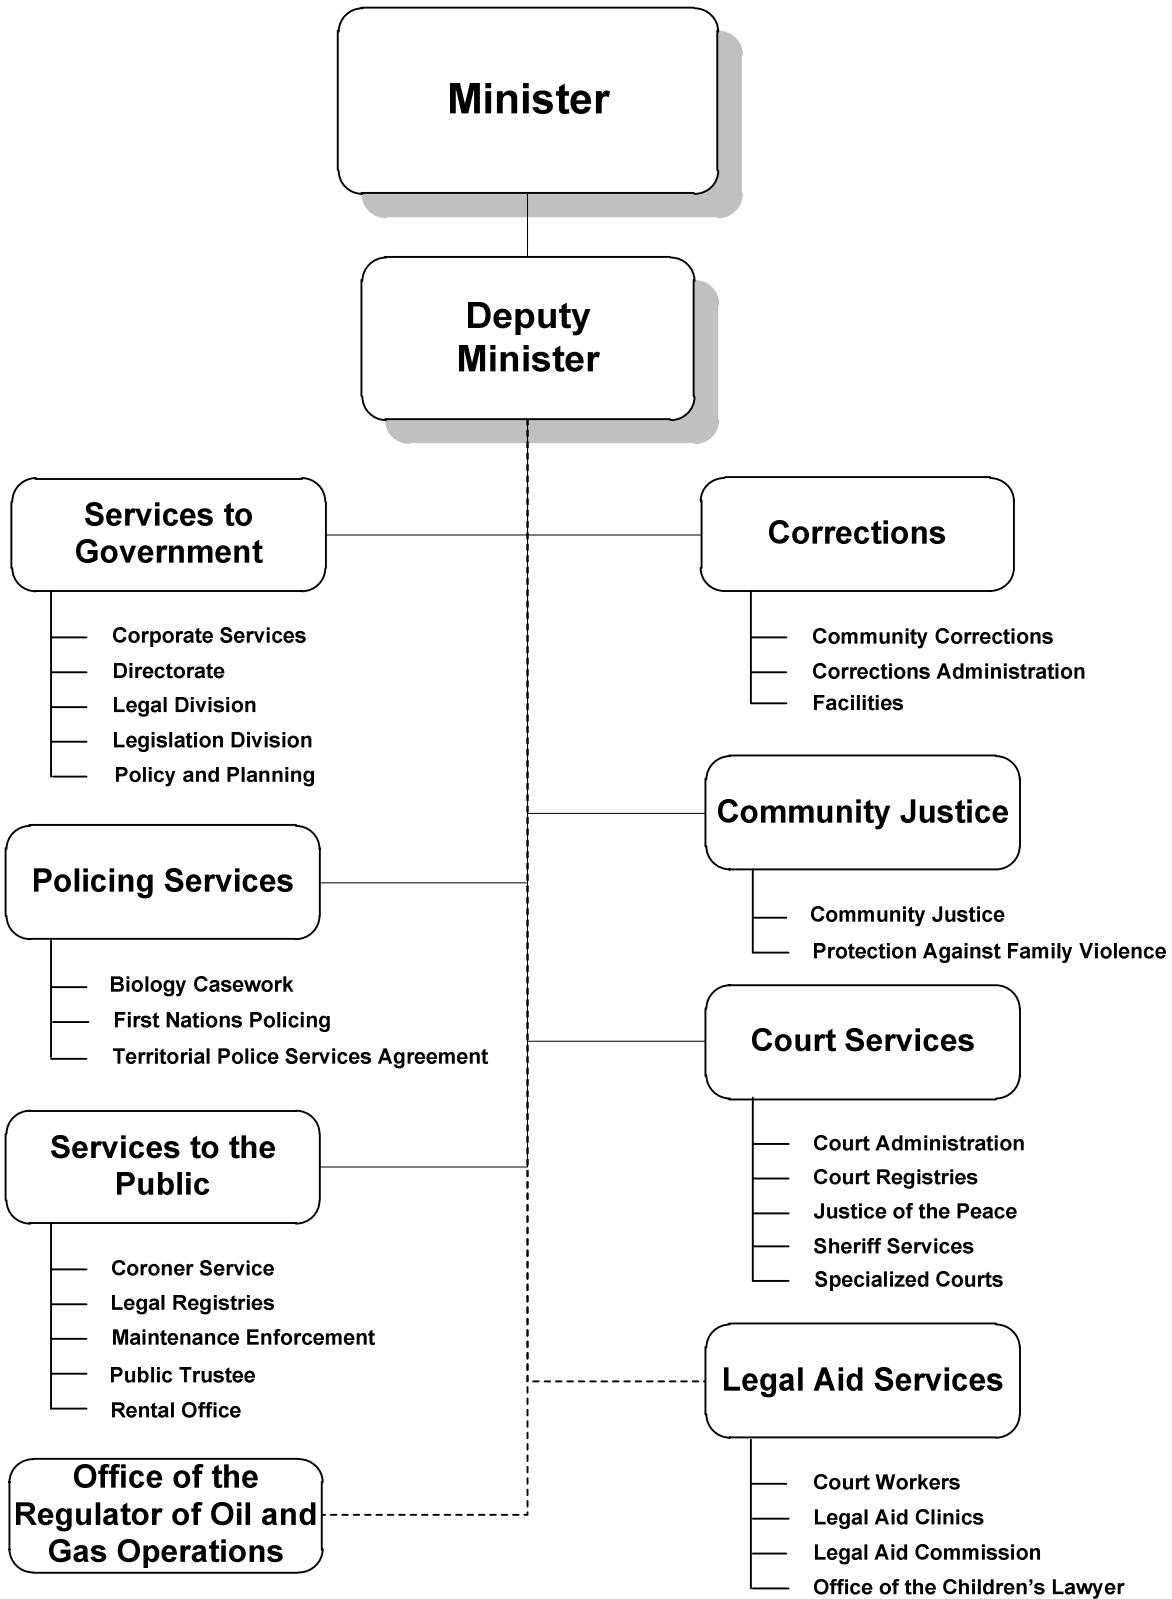 Minister
Deputy
Minister
Services to
Government
Corporate Services
Directorate
Legal Division
Legislation Division
Policy and Planning
Corrections
Community Corrections
Corrections Administration
Facilities
Policing Services
Biology Casework
First Nations Policing
Territorial Police Services Agreement
Community Justice
Community Justice
Protection Against Family Violence
Services to the
Public
Coroner Service
Legal Registries
Maintenance Enforcement
Public Trustee
Rental Office
Court Services
Court Administration
Court Registries
Justice of the Peace
Sheriff Services
Specialized Courts
Office of the
Regulator of Oil and
Gas Operations
Legal Aid Services
Court Workers
Legal Aid Clinics
Legal Aid Commission
Office of the Children’s Lawyer